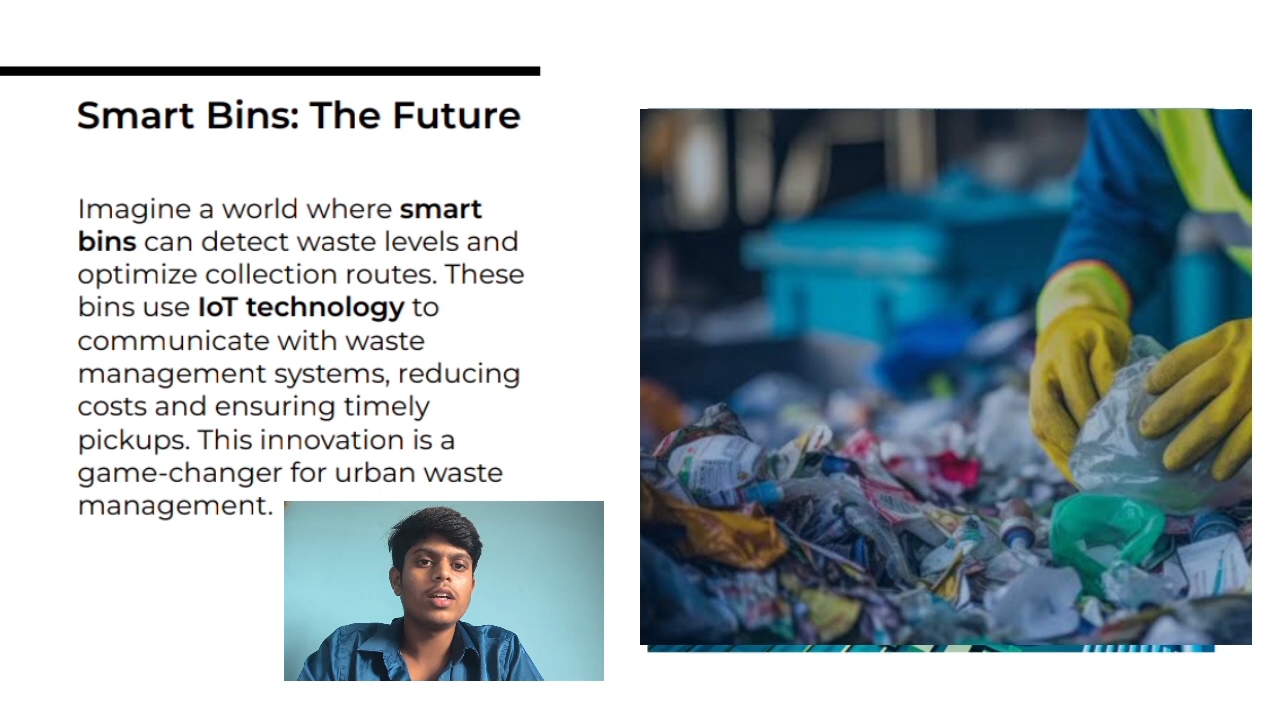 Smart Bins: The Future
Imagine a world where smart
bins can detect waste levels and
optimize collection routes. These
bins use IoT technology to
communicate with waste
management systems, reducing
costs and ensuring timely
pickups. This innovation is a
game-changer for urban waste
management.